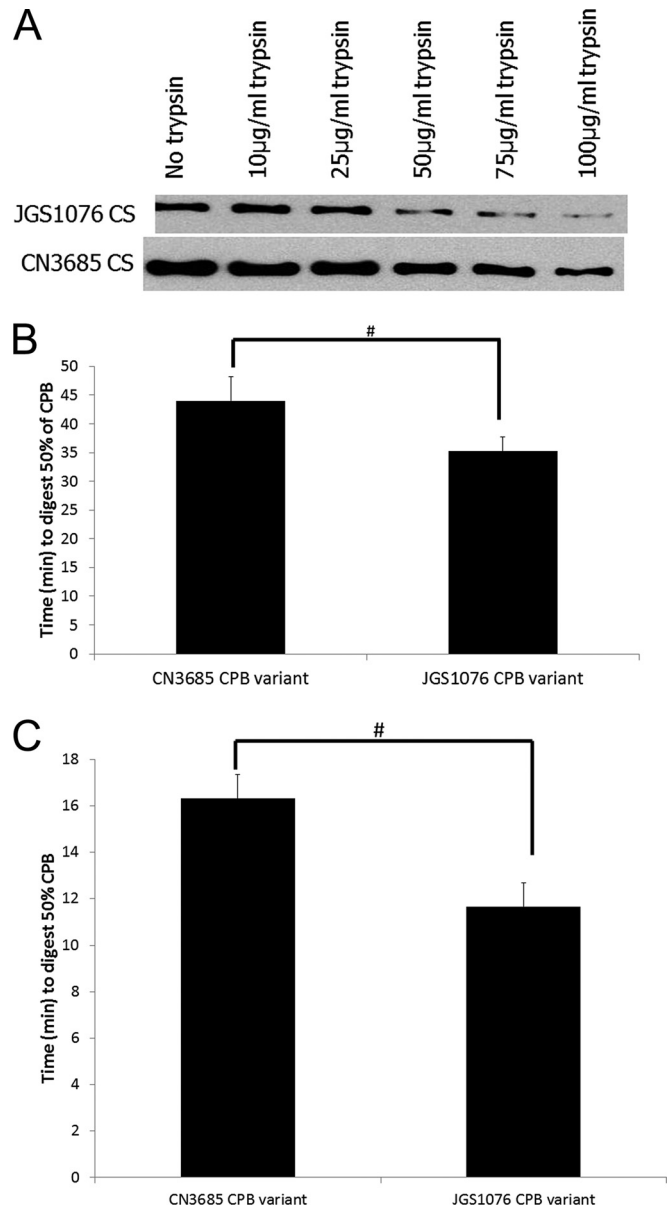 A
No trypsin
10µg/ml trypsin
25µg/ml trypsin
50µg/ml trypsin
75µg/ml trypsin
100µg/ml trypsin
JGS1076 CS
CN3685 CS
B
#
50
45
40
35
30
25
20
15
10
5
0
Time (min) to digest 50% of CPB
CN3685 CPB variant
JGS1076 CPB variant
C
#
18
16
14
12
10
8
6
4
2
0
Time (min) to digest 50% CPB
CN3685 CPB variant
JGS1076 CPB variant